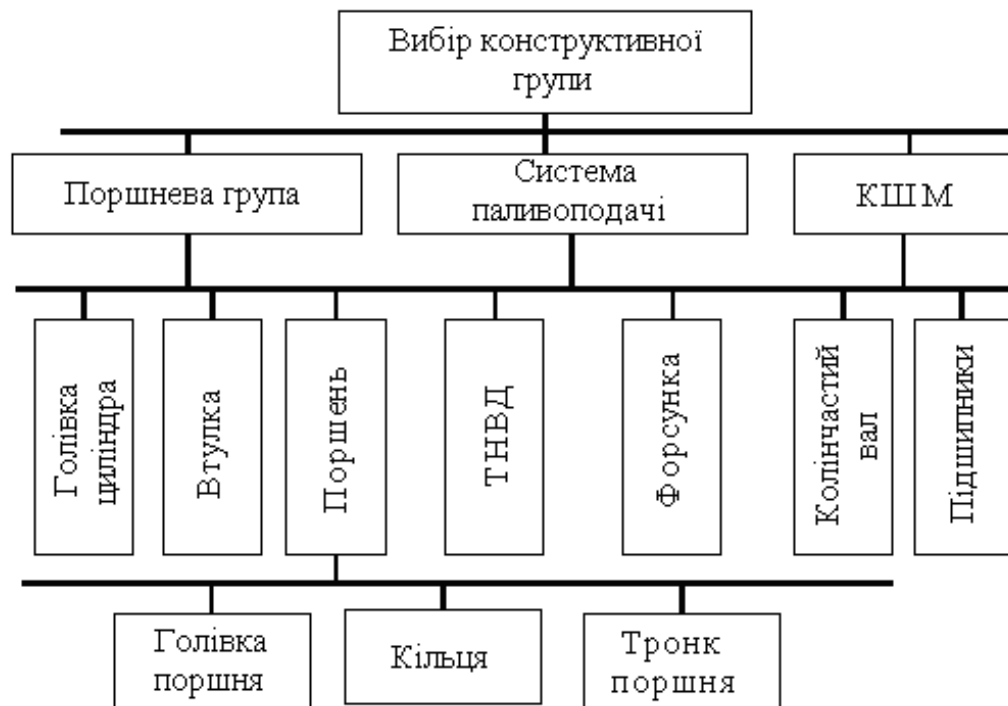 Вибір конструктивної
групи
Поршнева група
Система
паливоподачі
КШМ
Голівка
циліндра
Втулка
Поршень
ТНВД
Форсунка
Колінчастий
вал
Підшипники
Голівка
поршня
Кільця
Тронк
поршня